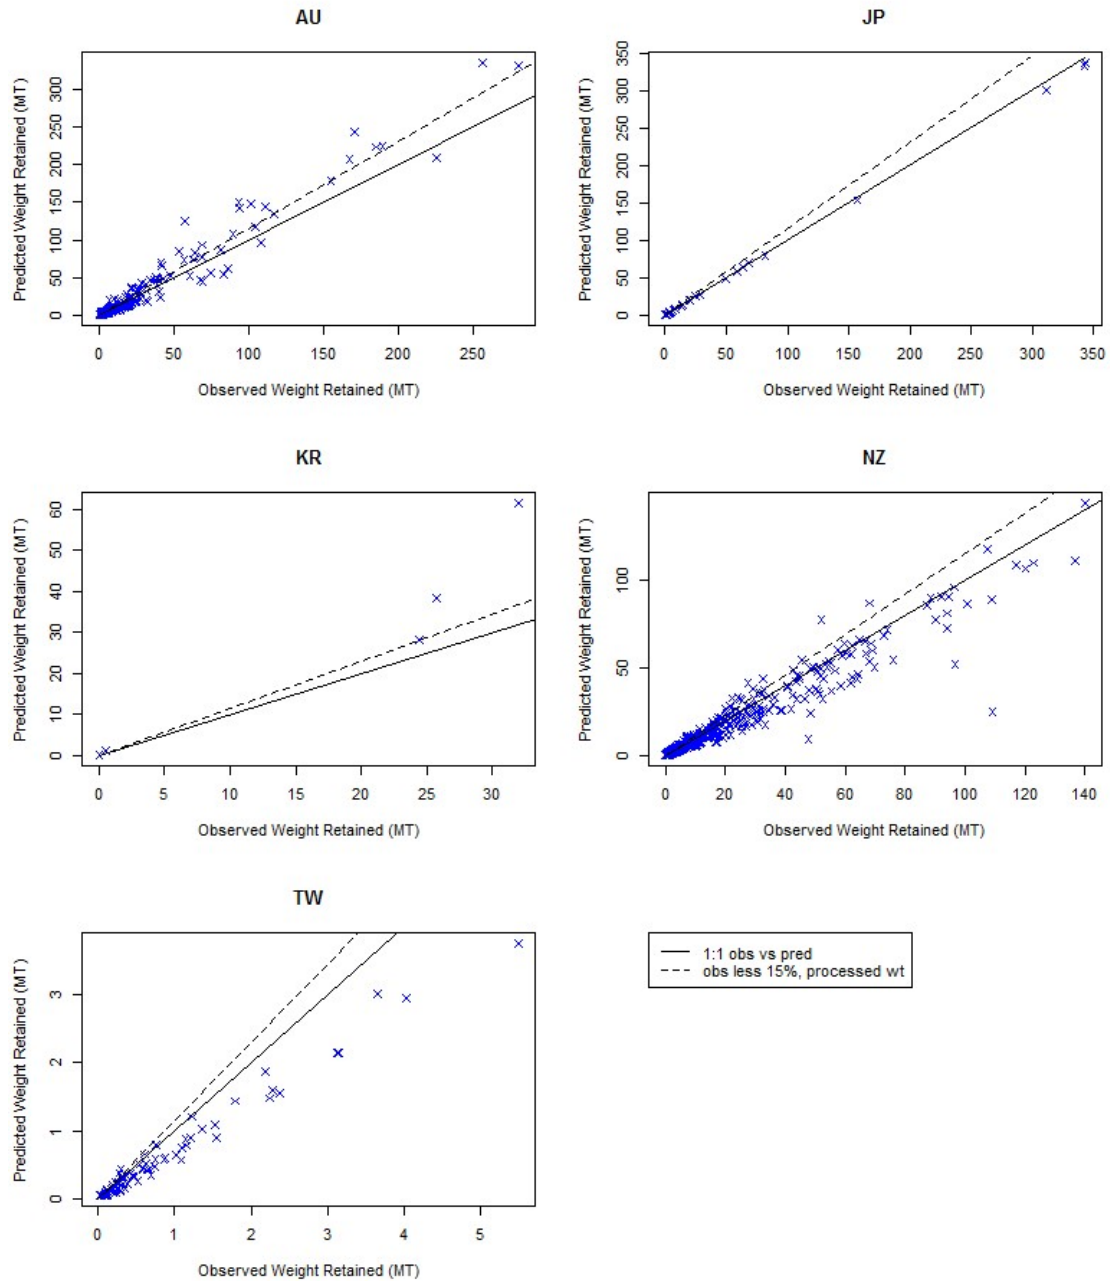 AU
Predicted Weight Retained (MT)
300
250
200
150
100
50
0
0 50 100 150 200 250
Observed Weight Retained (MT)
JP
Predicted Weight Retained (MT)
350
300
250
200
150
100
50
0
0 50 100 150 200 250 300 350
Observed Weight Retained (MT)
KR
Predicted Weight Retained (MT)
60
50
40
30
20
10
0
0 5 10 15 20 25 30
Observed Weight Retained (MT)
NZ
Predicted Weight Retained (MT)
100
50
0
0 20 40 60 80 100 120 140
Observed Weight Retained (MT)
TW
Predicted Weight Retained (MT)
3
2
1
0
0 1 2 3 4 5
Observed Weight Retained (MT)
1:1 obs vs pred
obs less 15%, processed wt